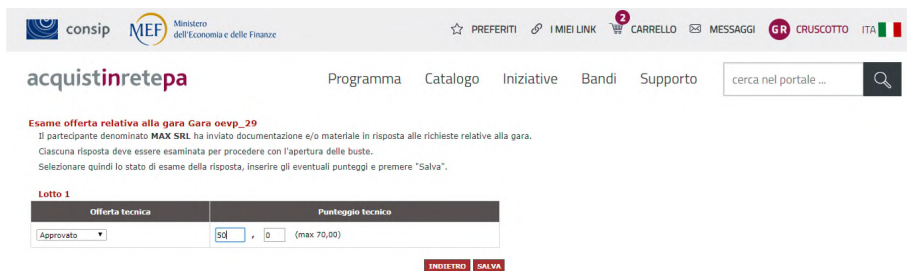 consip MEF Ministero dell'Economia e delle Finanze PREFERITI I MIEI LINK 2 CARRELLO MESSAGGI GR CRUSCOTTO ITA
acquistinretepa Programma Catalogo Iniziative Bandi Supporto cerca nel portale ...
Esame offerta relativa alla gara Gara oevp_29
Il partecipante denominato MAX SRL ha inviato documentazione e/o materiale in risposta alle richieste relative alla gara.
Ciascuna risposta deve essere esaminata per procedere con l'apertura delle buste.
Selezionare quindi lo stato di esame della risposta, inserire gli eventuali punteggi e premere "Salva".
Lotto 1
Offerta tecnica Punteggio tecnico
Approvato 50 , 0 (max 70,00)
INDIETRO SALVA